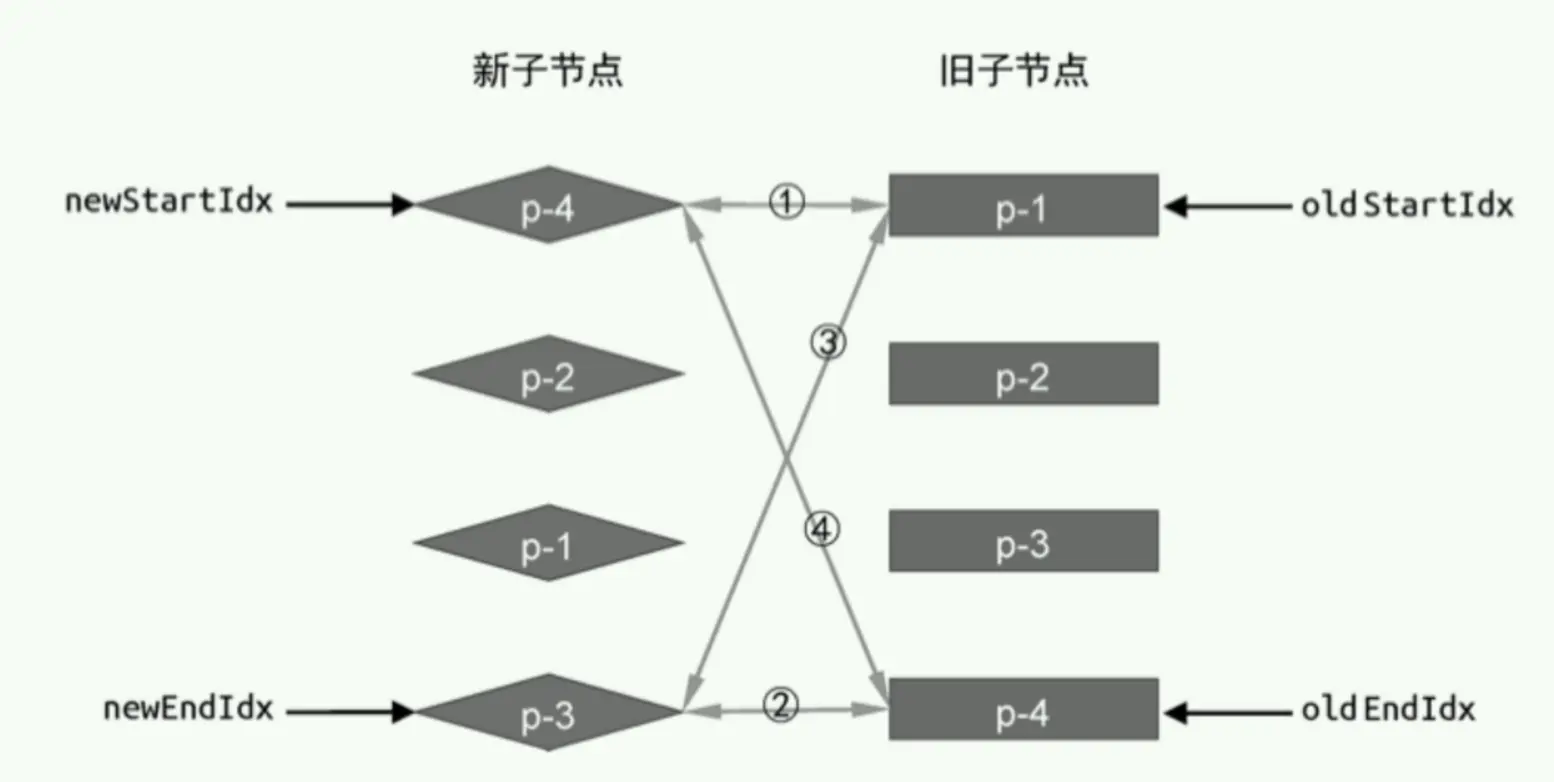 新子节点 旧子节点
newStartIdx p-4 ① p-1 oldStartIdx
③
p-2 p-2
④
p-1 p-3
newEndIdx p-3 ② p-4 oldEndIdx